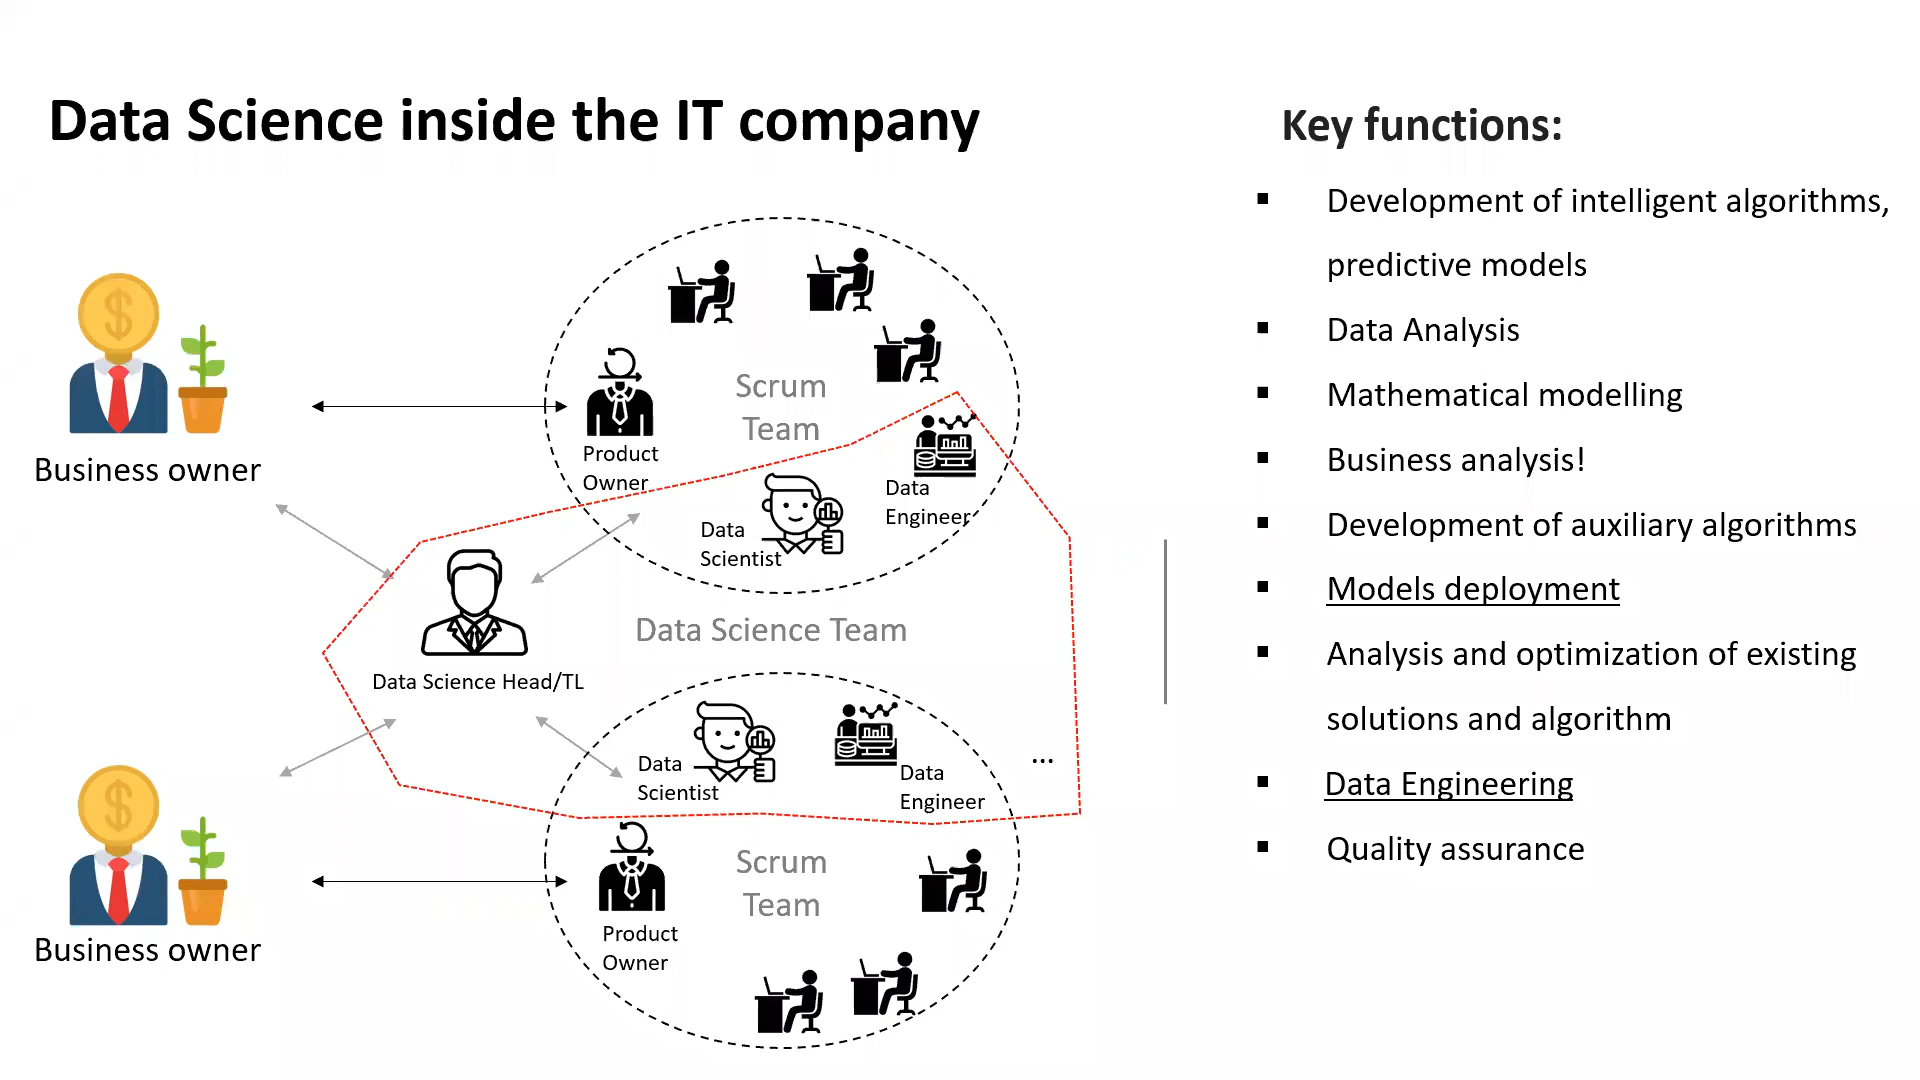 Data Science inside the IT company
Business owner
Scrum
Team
Product
Owner
Data
Engineer
Data
Scientist
Data Science Team
Data Science Head/TL
Data
Scientist
Data
Engineer
...
Scrum
Team
Product
Owner
Business owner
Key functions:
▪ Development of intelligent algorithms,
predictive models
▪ Data Analysis
▪ Mathematical modelling
▪ Business analysis!
▪ Development of auxiliary algorithms
▪ Models deployment
▪ Analysis and optimization of existing
solutions and algorithm
▪ Data Engineering
▪ Quality assurance